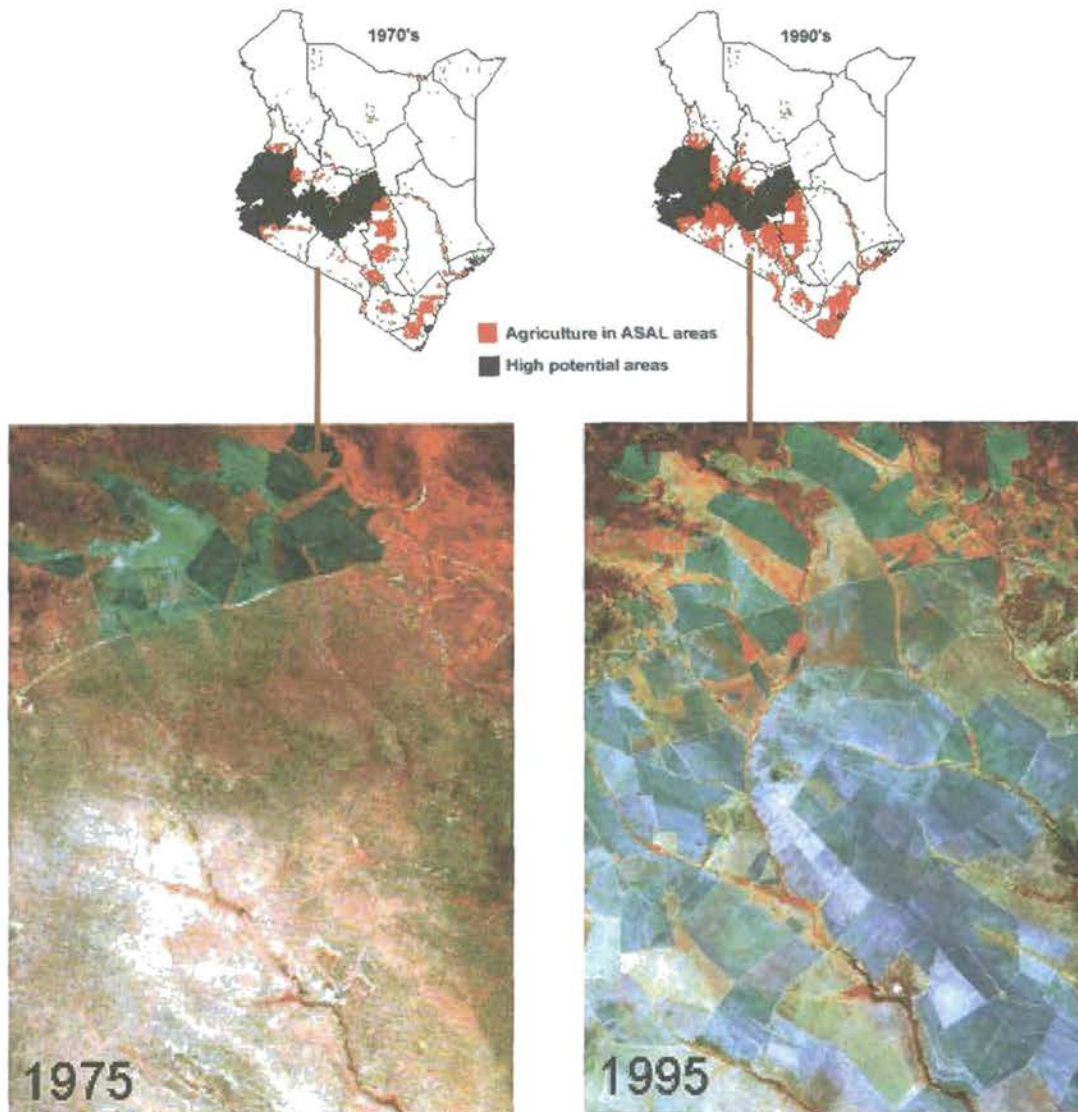 1970's
1990's
Agriculture in ASAL areas
High potential areas
1975
1995